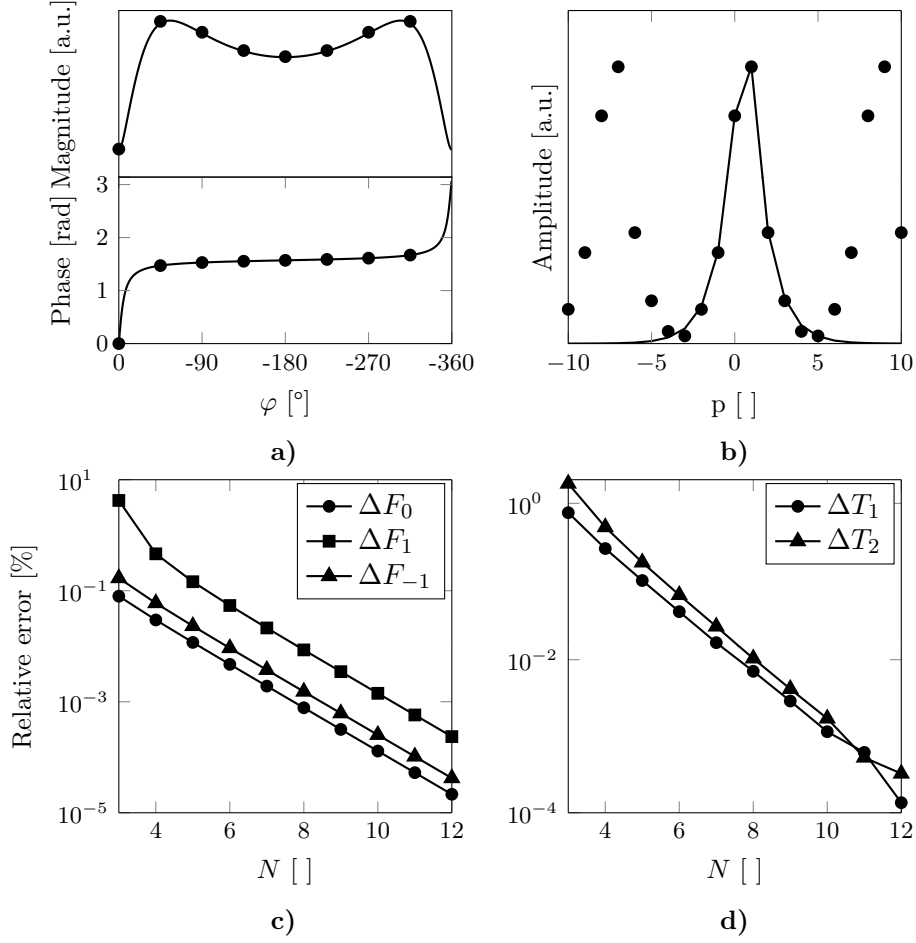 Magnitude [a.u.]
Phase [rad]
3
2
1
0
0
-90
-180
-270
-360
φ [°]
a)
Amplitude [a.u.]
−10
−5
0
5
10
p [ ]
b)
Relative error [%]
10^1
10^−1
10^−3
10^−5
4
6
8
10
12
N [ ]
ΔF_0
ΔF_1
ΔF_−1
c)
10^0
10^−2
10^−4
4
6
8
10
12
N [ ]
ΔT_1
ΔT_2
d)